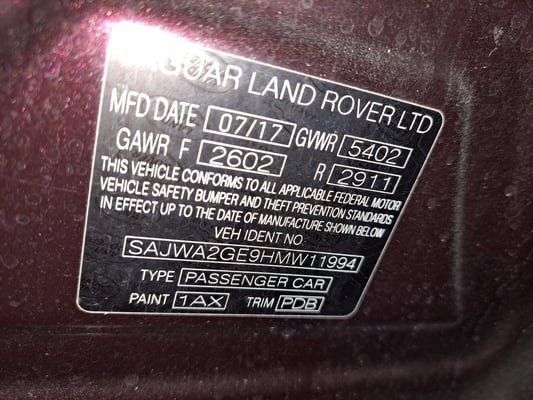 GUAR LAND ROVER LTD
MFD DATE 07/17 GVWR 5402
GAWR F 2602 R 2911
THIS VEHICLE CONFORMS TO ALL APPLICABLE FEDERAL MOTOR
VEHICLE SAFETY BUMPER AND THEFT PREVENTION STANDARDS
IN EFFECT UP TO THE DATE OF MANUFACTURE SHOWN ABOVE
VEH IDENT NO
SAJWA2GE9HMW11994
TYPE PASSENGER CAR
PAINT 1AX TRIM PDB